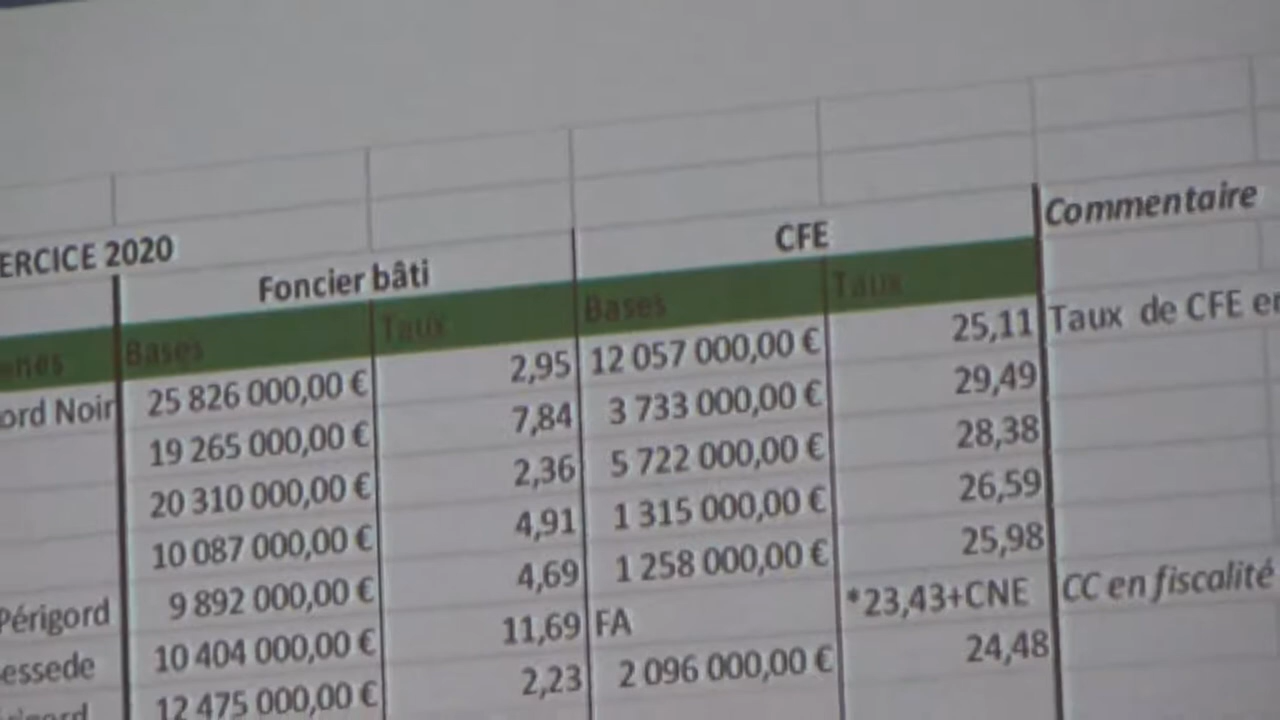 ERCICE 2020
Foncier bâti CFE Commentaire
Bases Taux Bases Taux
ord Noir 25 826 000,00 € 2,95 12 057 000,00 € 25,11 Taux de CFE
19 265 000,00 € 7,84 3 733 000,00 € 29,49
20 310 000,00 € 2,36 5 722 000,00 € 28,38
10 087 000,00 € 4,91 1 315 000,00 € 26,59
Périgord 9 892 000,00 € 4,69 1 258 000,00 € 25,98
essede 10 404 000,00 € 11,69 FA *23,43+CNE CC en fiscalité
12 475 000,00 € 2,23 2 096 000,00 € 24,48